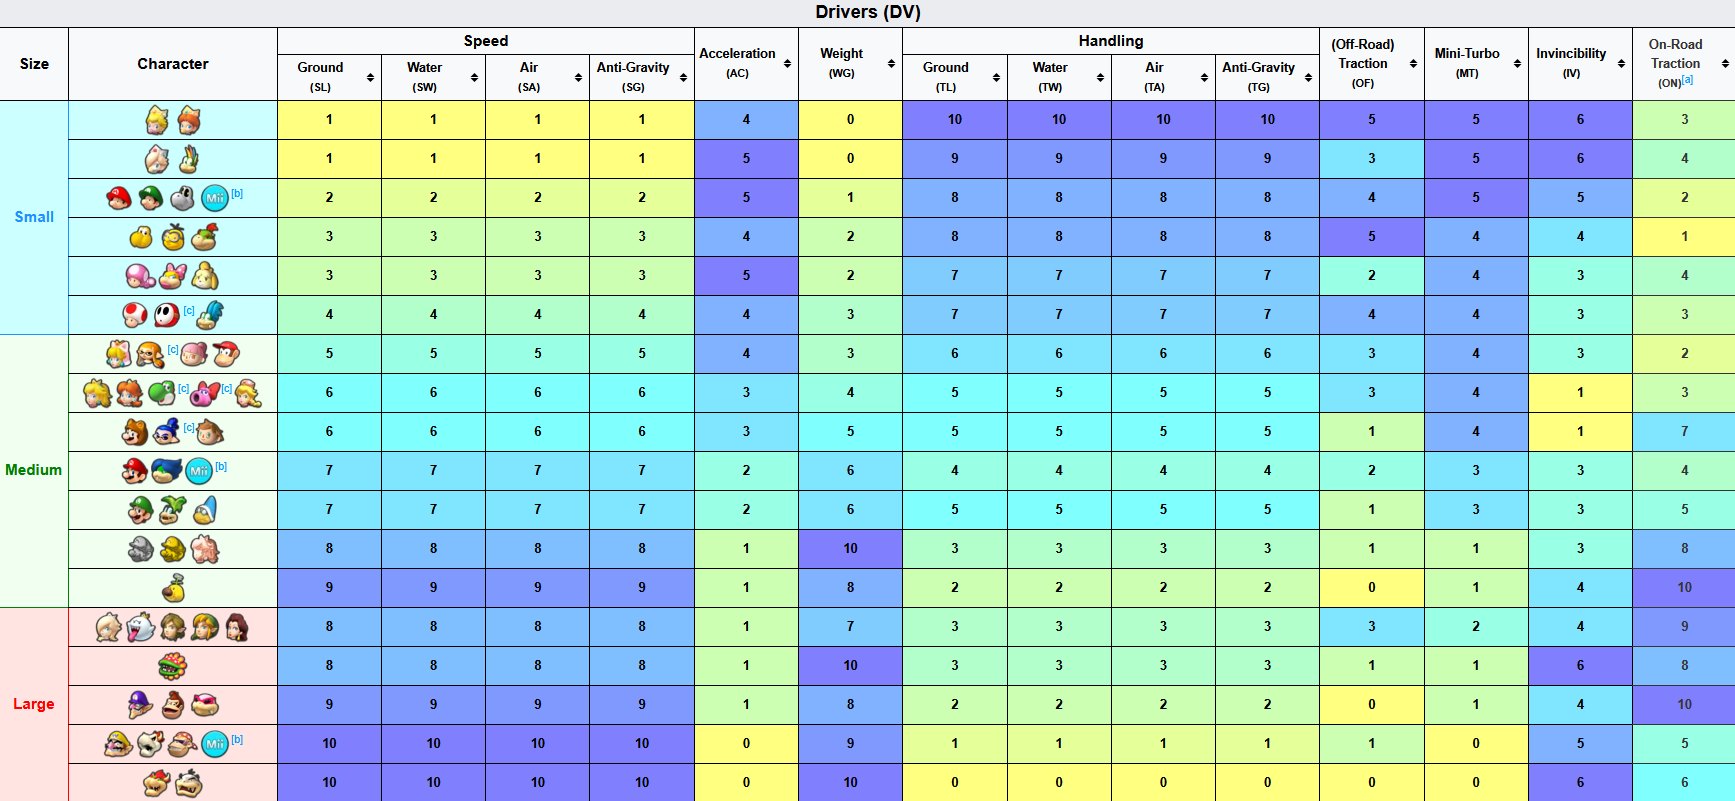 Drivers (DV)
Size Character Speed Acceleration (AC) Weight (WG) Handling (Off-Road) Traction (OF) Mini-Turbo (MT) Invincibility (IV) On-Road Traction (ON)[a]
Ground (SL) Water (SW) Air (SA) Anti-Gravity (SG) Ground (TL) Water (TW) Air (TA) Anti-Gravity (TG)
Small
1 1 1 1 4 0 10 10 10 10 5 5 6 3
1 1 1 1 5 0 9 9 9 9 3 5 6 4
Mii [b] 2 2 2 2 5 1 8 8 8 8 4 5 5 2
3 3 3 3 4 2 8 8 8 8 5 4 4 1
3 3 3 3 5 2 7 7 7 7 2 4 3 4
[c] 4 4 4 4 4 3 7 7 7 7 4 4 3 3
Medium
[c] 5 5 5 5 4 3 6 6 6 6 3 4 3 2
[c] [c] 6 6 6 6 3 4 5 5 5 5 3 4 1 3
[c] 6 6 6 6 3 5 5 5 5 5 1 4 1 7
Mii [b] 7 7 7 7 2 6 4 4 4 4 2 3 3 4
7 7 7 7 2 6 5 5 5 5 1 3 3 5
8 8 8 8 1 10 3 3 3 3 1 1 3 8
9 9 9 9 1 8 2 2 2 2 0 1 4 10
Large
8 8 8 8 1 7 3 3 3 3 3 2 4 9
8 8 8 8 1 10 3 3 3 3 1 1 6 8
9 9 9 9 1 8 2 2 2 2 0 1 4 10
Mii [b] 10 10 10 10 0 9 1 1 1 1 1 0 5 5
10 10 10 10 0 10 0 0 0 0 0 0 6 6